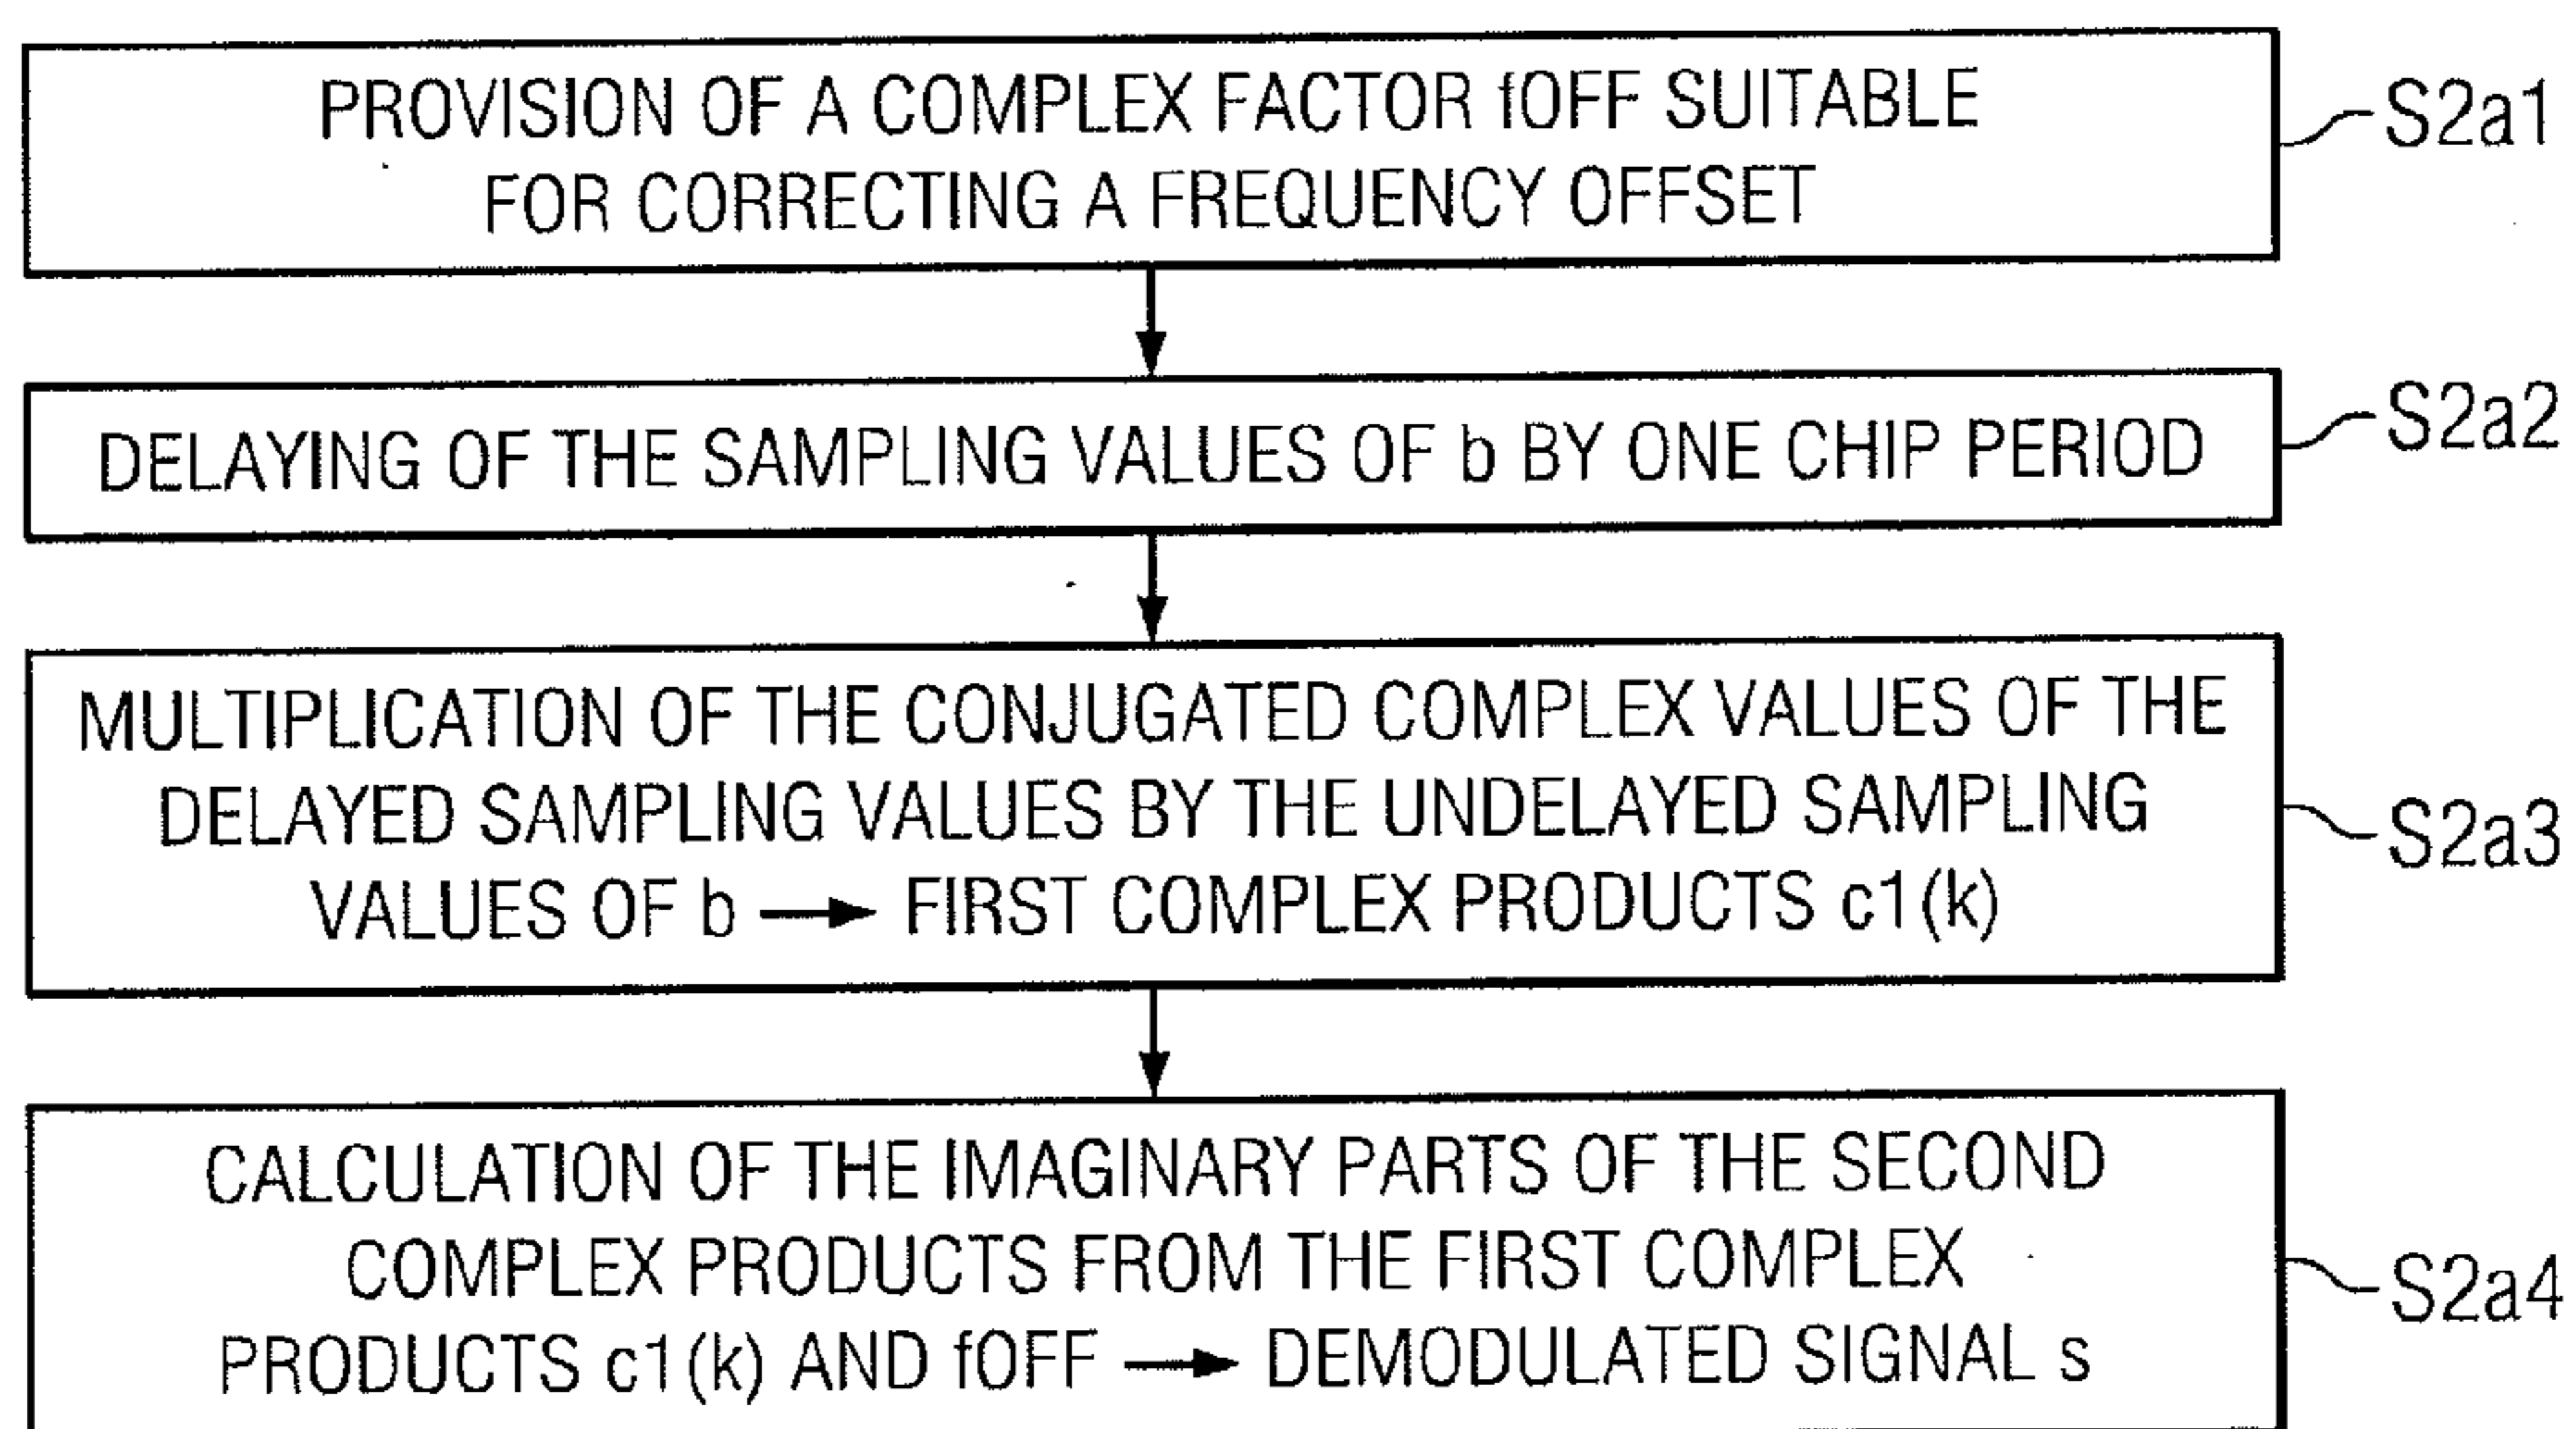 PROVISION OF A COMPLEX FACTOR fOFF SUITABLE
FOR CORRECTING A FREQUENCY OFFSET
S2a1
DELAYING OF THE SAMPLING VALUES OF b BY ONE CHIP PERIOD
S2a2
MULTIPLICATION OF THE CONJUGATED COMPLEX VALUES OF THE
DELAYED SAMPLING VALUES BY THE UNDELAYED SAMPLING
VALUES OF b → FIRST COMPLEX PRODUCTS c1(k)
S2a3
CALCULATION OF THE IMAGINARY PARTS OF THE SECOND
COMPLEX PRODUCTS FROM THE FIRST COMPLEX
PRODUCTS c1(k) AND fOFF → DEMODULATED SIGNAL s
S2a4